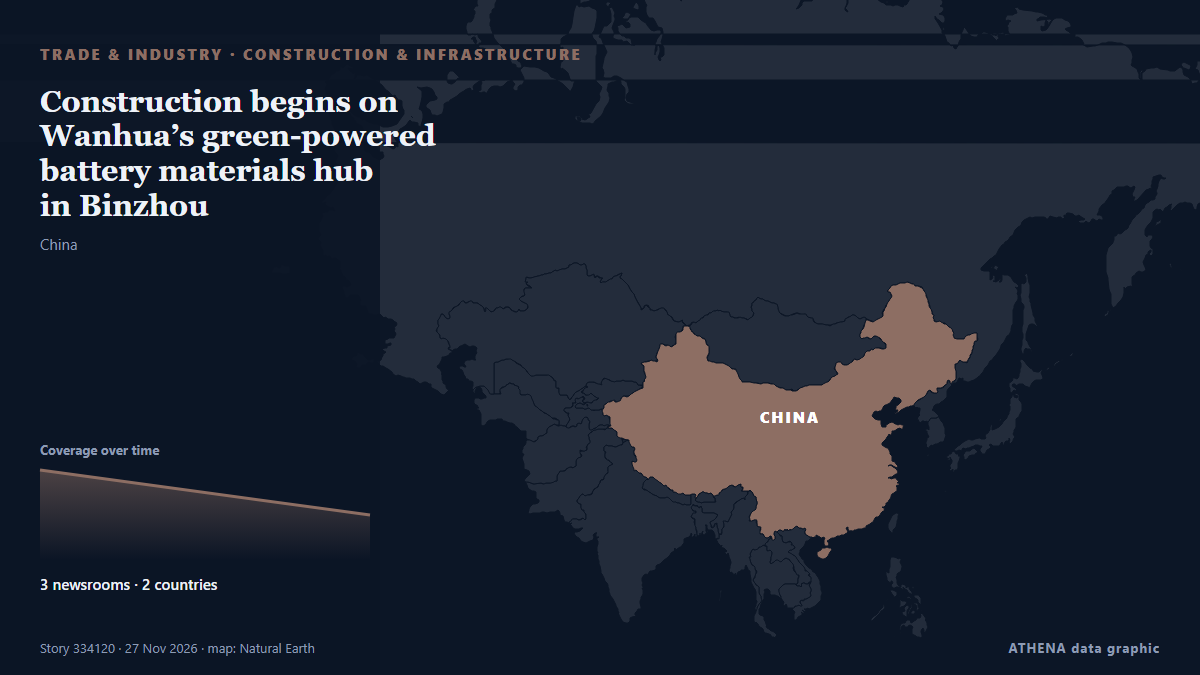 TRADE & INDUSTRY · CONSTRUCTION & INFRASTRUCTURE
Construction begins on
Wanhua’s green-powered
battery materials hub
in Binzhou
China
CHINA
Coverage over time
3 newsrooms · 2 countries
Story 334120 · 27 Nov 2026 · map: Natural Earth
ATHENA data graphic